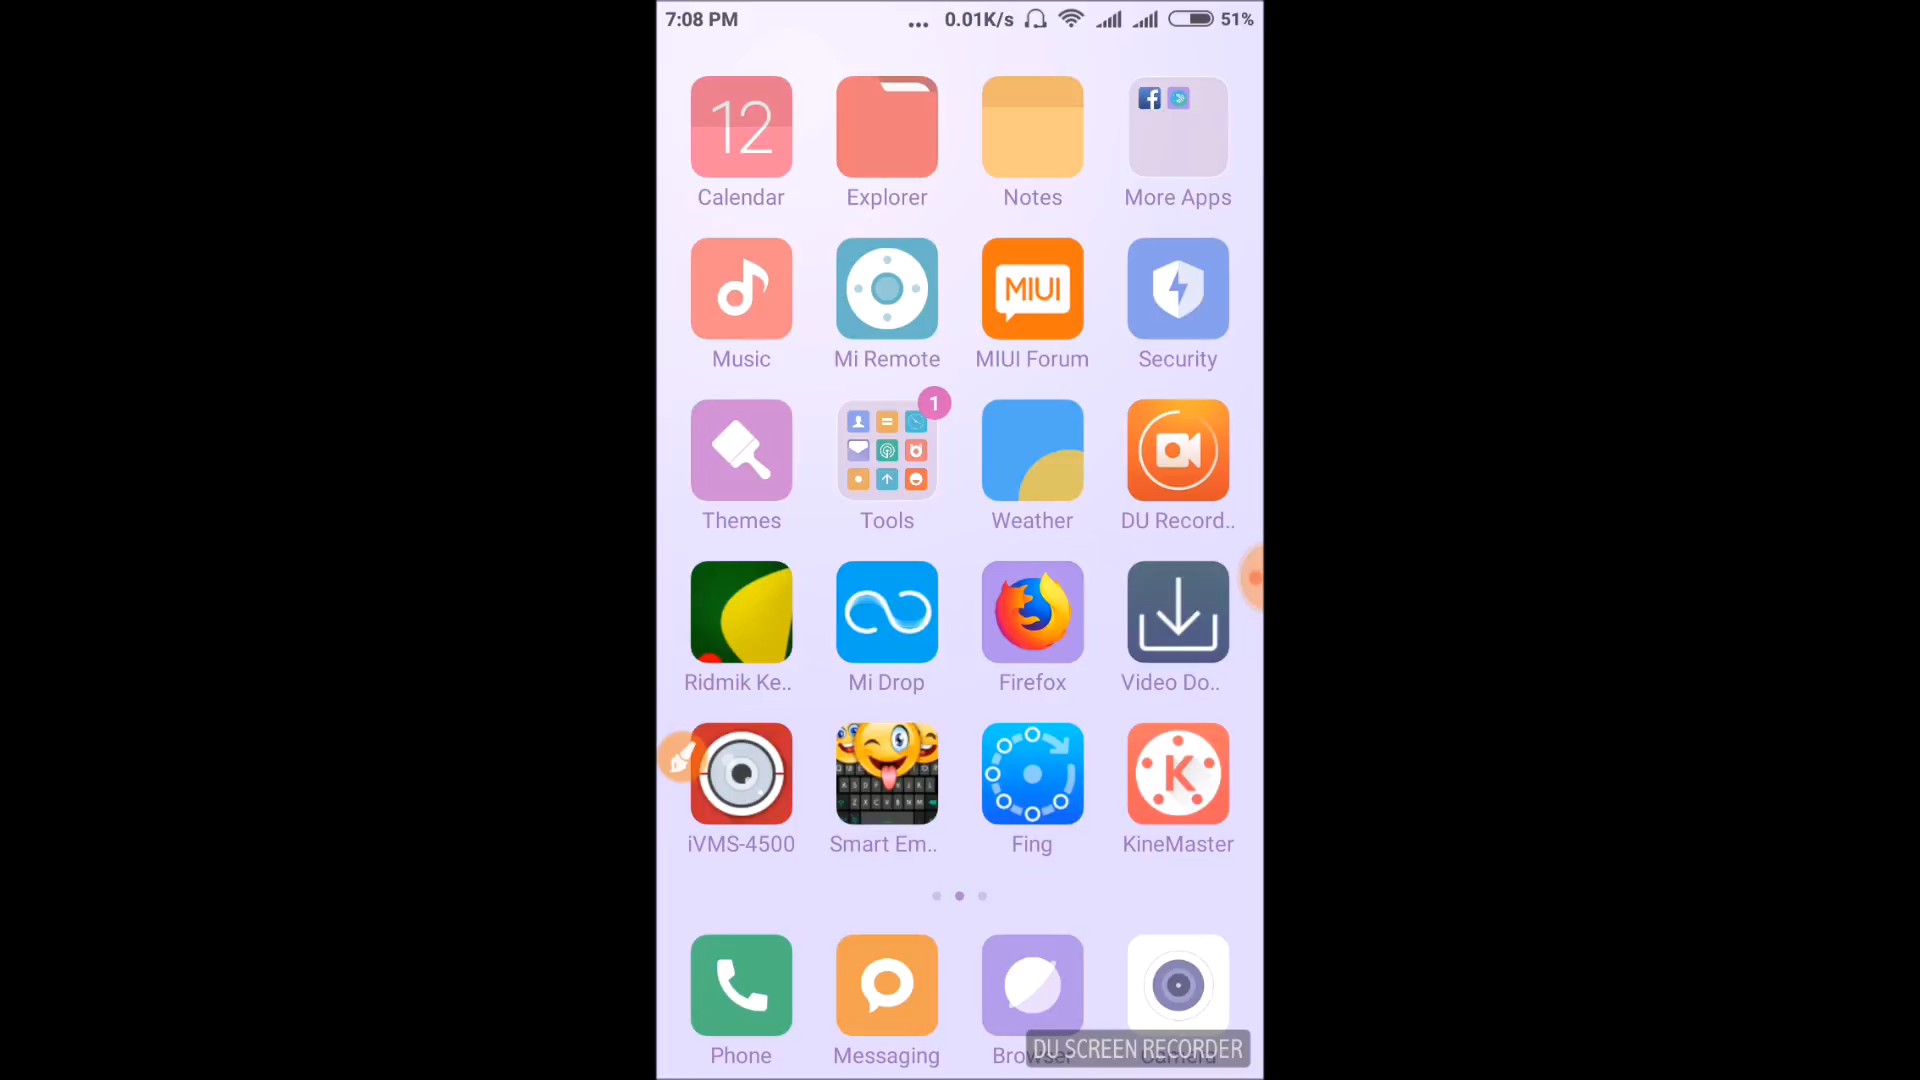 7:08 PM ... 0.01K/s 51%
12
Calendar Explorer Notes More Apps
MIUI
Music Mi Remote MIUI Forum Security
1
Themes Tools Weather DU Record..
Ridmik Ke.. Mi Drop Firefox Video Do..
K
iVMS-4500 Smart Em.. Fing KineMaster
Phone Messaging Browser Camera
DU SCREEN RECORDER